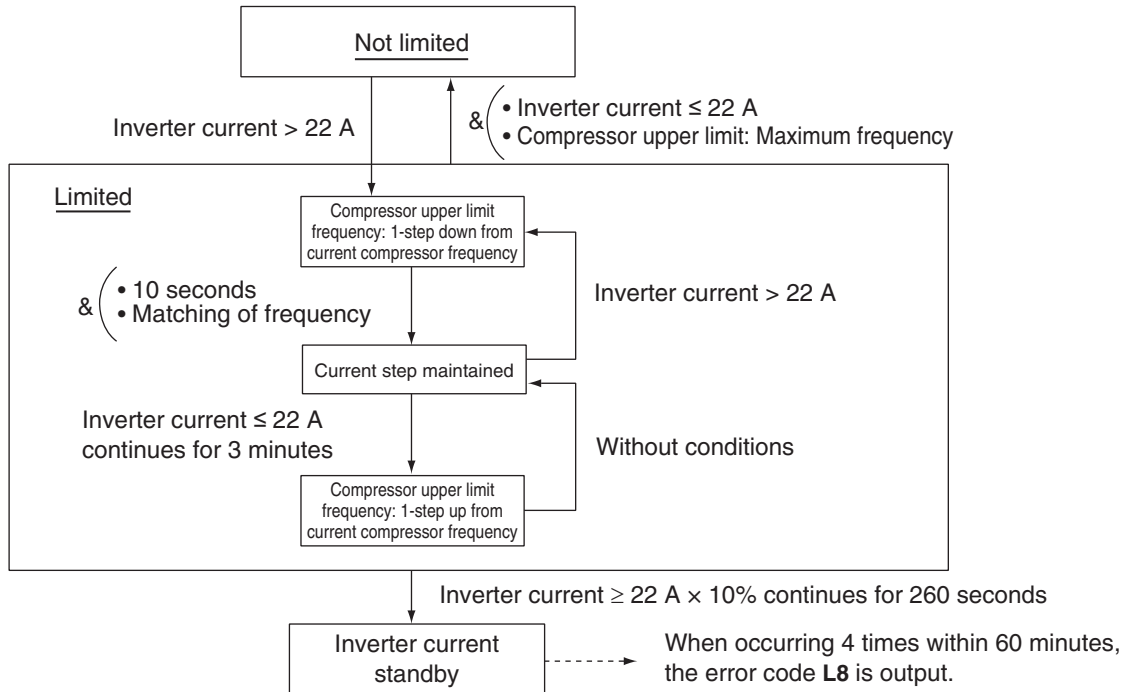 Not limited
Inverter current > 22 A
& • Inverter current ≤ 22 A
• Compressor upper limit: Maximum frequency
Limited
Compressor upper limit
frequency: 1-step down from
current compressor frequency
& • 10 seconds
• Matching of frequency
Inverter current > 22 A
Current step maintained
Inverter current ≤ 22 A
continues for 3 minutes
Without conditions
Compressor upper limit
frequency: 1-step up from
current compressor frequency
Inverter current ≥ 22 A × 10% continues for 260 seconds
Inverter current
standby
When occurring 4 times within 60 minutes,
the error code L8 is output.